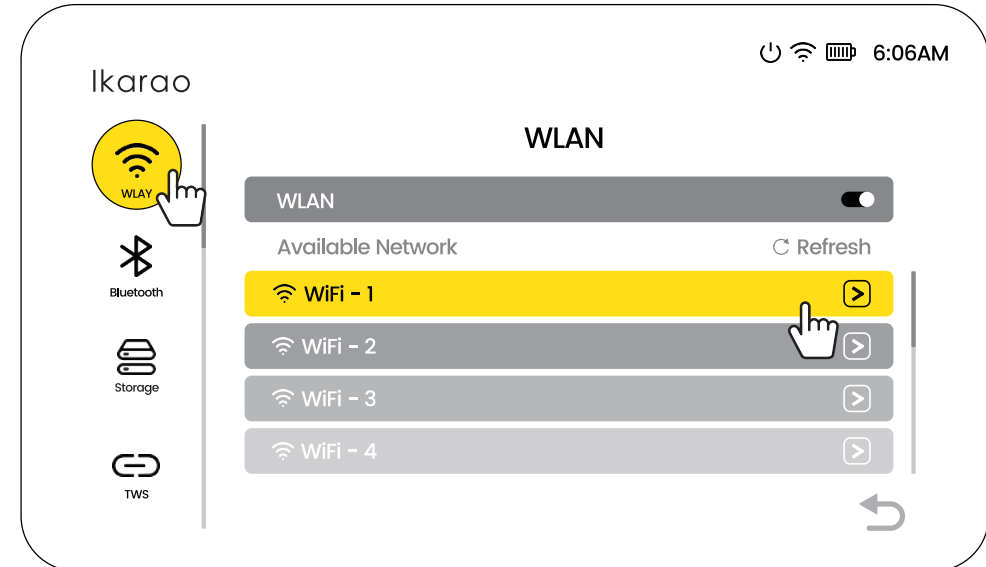 6:06AM
Ikarao
WLAN
WLAY
WLAN
Bluetooth
Available Network
Refresh
WiFi - 1
WiFi - 2
Storage
WiFi - 3
WiFi - 4
TWS